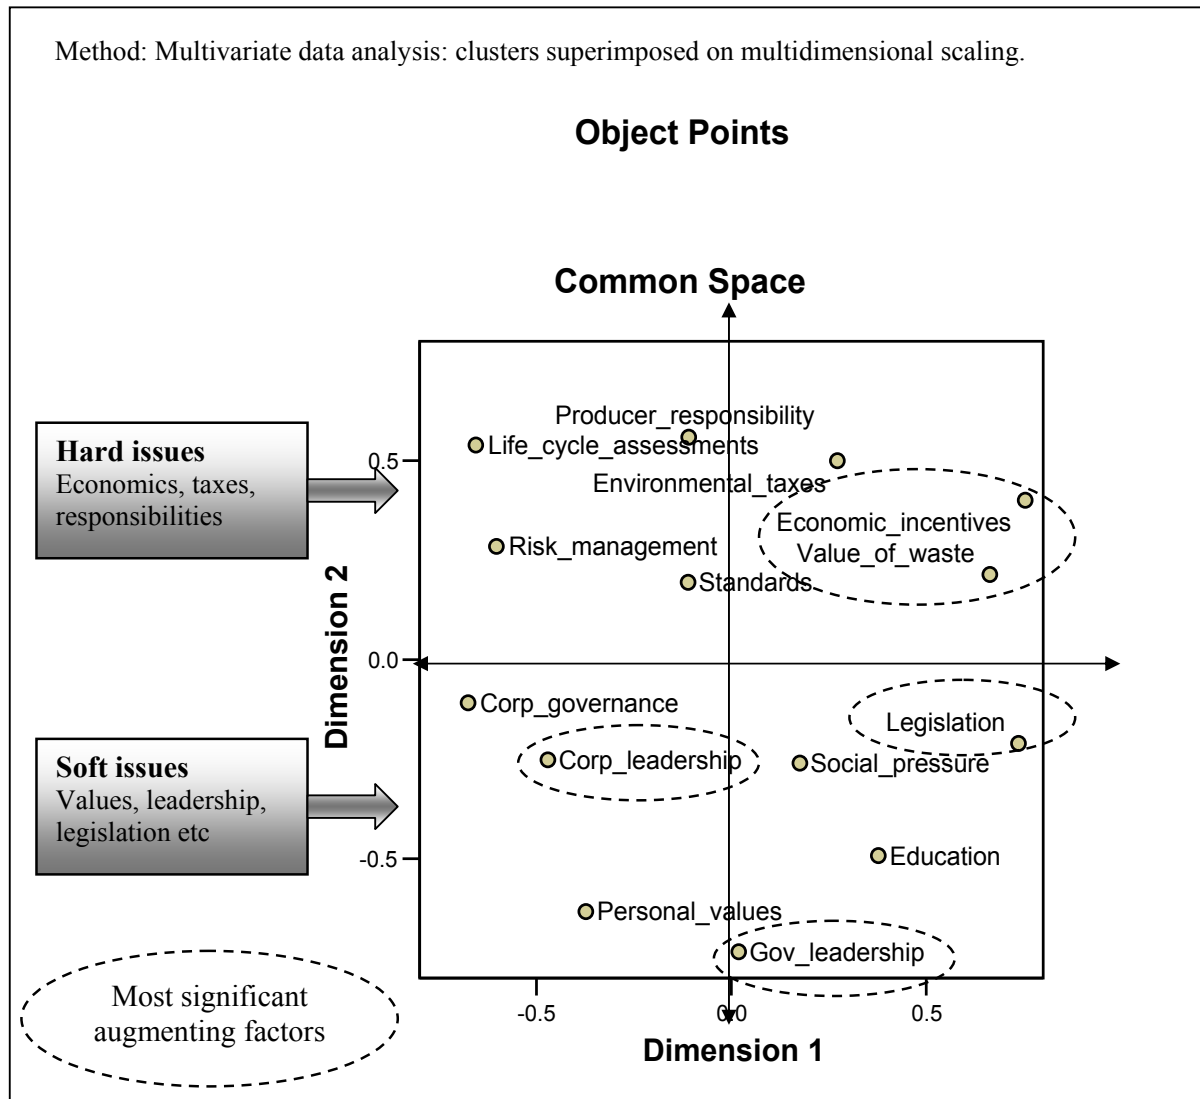 Method: Multivariate data analysis: clusters superimposed on multidimensional scaling.
Object Points
Common Space
Producer_responsibility
Life_cycle_assessments
0.5
Environmental_taxes
Economic_incentives
Value_of_waste
Risk_management
Standards
Hard issues
Economics, taxes,
responsibilities
Dimension 2
0.0
Corp_governance
Legislation
Corp_leadership
Social_pressure
Soft issues
Values, leadership,
legislation etc
-0.5
Education
Personal_values
Gov_leadership
Most significant
augmenting factors
-0.5
0.0
0.5
Dimension 1